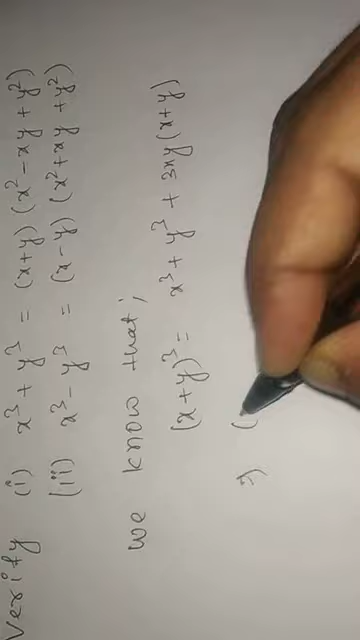 Verify (i) x³ + y³ = (x+y) (x² - xy + y²)
(ii) x³ - y³ = (x-y) (x² + xy + y²)
we know that;
(x+y)³ = x³ + y³ + 3xy (x+y)
⇒ (